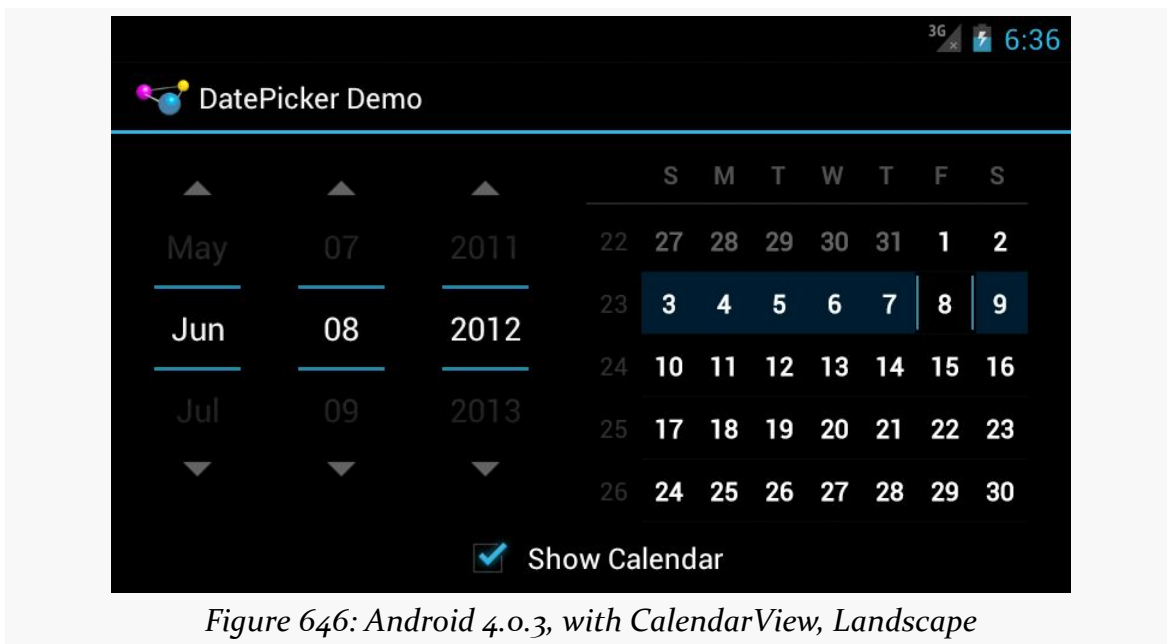 3G 6:36
DatePicker Demo
S M T W T F S
May 07 2011 22 27 28 29 30 31 1 2
23 3 4 5 6 7 8 9
Jun 08 2012
24 10 11 12 13 14 15 16
Jul 09 2013
25 17 18 19 20 21 22 23
26 24 25 26 27 28 29 30
Show Calendar
Figure 646: Android 4.0.3, with CalendarView, Landscape